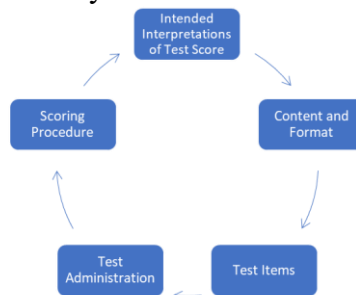 Intended
Interpretations
of Test Score
Content and
Format
Test Items
Test
Administration
Scoring
Procedure